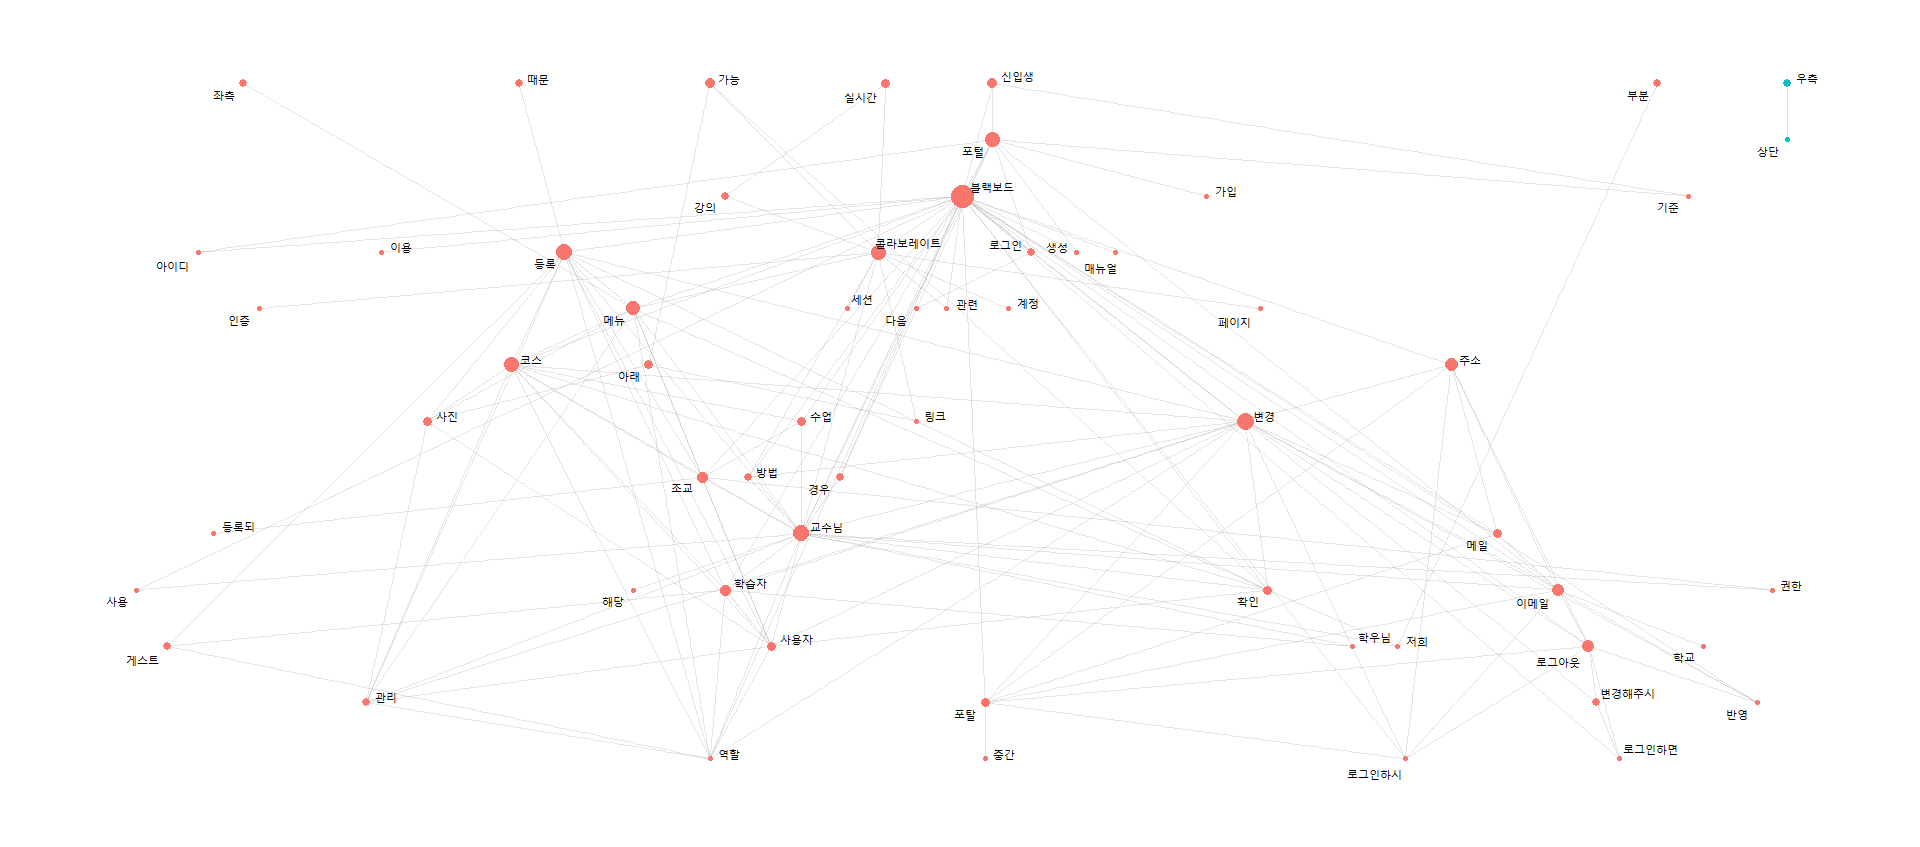 좌측
때문
가능
실시간
신입생
부분
우측
포털
상단
강의
블랙보드
가입
기준
아이디
이용
등록
콜라보레이트
로그인
생성
매뉴얼
인증
메뉴
세션
다음
관련
계정
페이지
코스
아래
주소
사진
수업
링크
변경
조교
방법
경우
등록되
교수님
메일
사용
해당
학습자
확인
이메일
권한
게스트
사용자
학우님
저희
로그아웃
학교
관리
포탈
변경해주시
반영
역할
중간
로그인하시
로그인하면